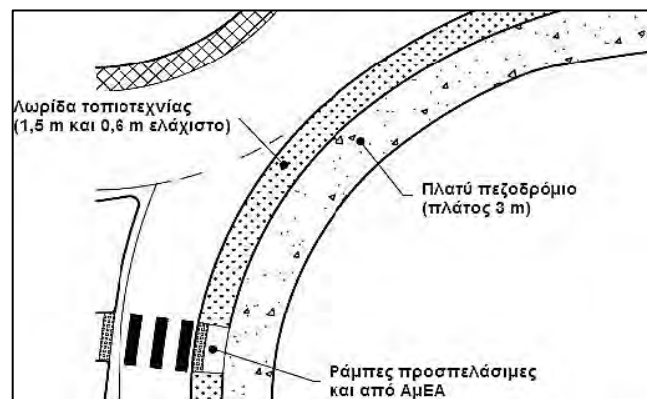 Λωρίδα τοπιοτεχνίας
(1,5 m και 0,6 m ελάχιστο)
Πλατύ πεζοδρόμιο
(πλάτος 3 m)
Ράμπες προσπελάσιμες
και από ΑμΕΑ